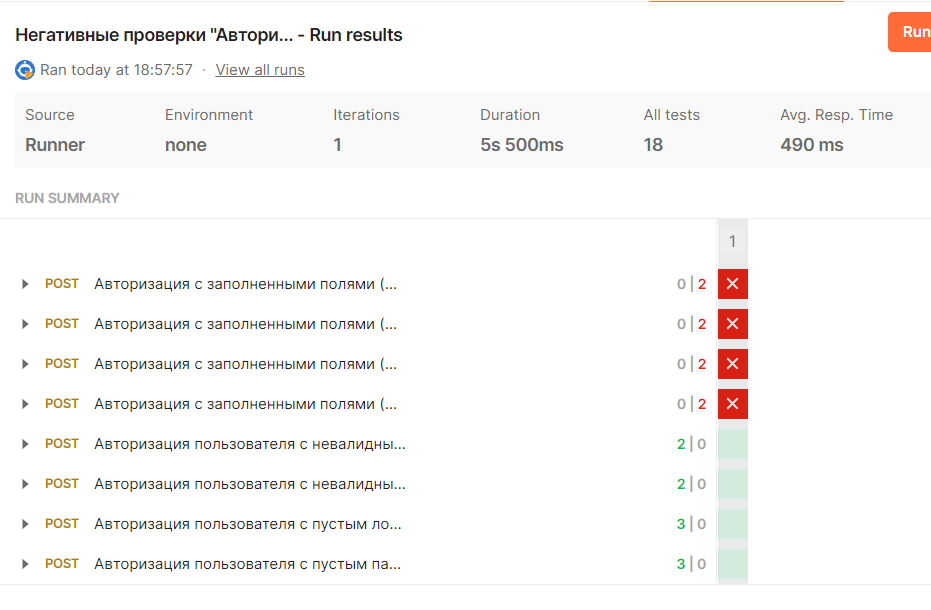 Негативные проверки "Автори... - Run results
Run
Ran today at 18:57:57 · View all runs
Source Environment Iterations Duration All tests Avg. Resp. Time
Runner none 1 5s 500ms 18 490 ms
RUN SUMMARY
1
POST Авторизация с заполненными полями (... 0 | 2
POST Авторизация с заполненными полями (... 0 | 2
POST Авторизация с заполненными полями (... 0 | 2
POST Авторизация с заполненными полями (... 0 | 2
POST Авторизация пользователя с невалидны... 2 | 0
POST Авторизация пользователя с невалидны... 2 | 0
POST Авторизация пользователя с пустым ло... 3 | 0
POST Авторизация пользователя с пустым па... 3 | 0